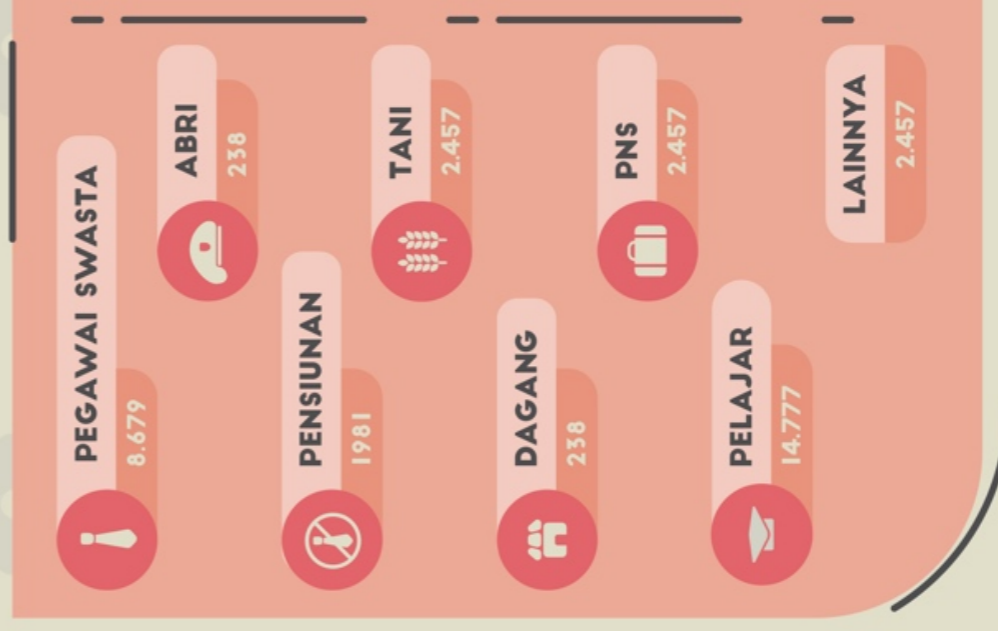 PEGAWAI SWASTA
8.679
ABRI
238
PENSIUNAN
1981
TANI
2.457
DAGANG
238
PNS
2.457
PELAJAR
14.777
LAINNYA
2.457